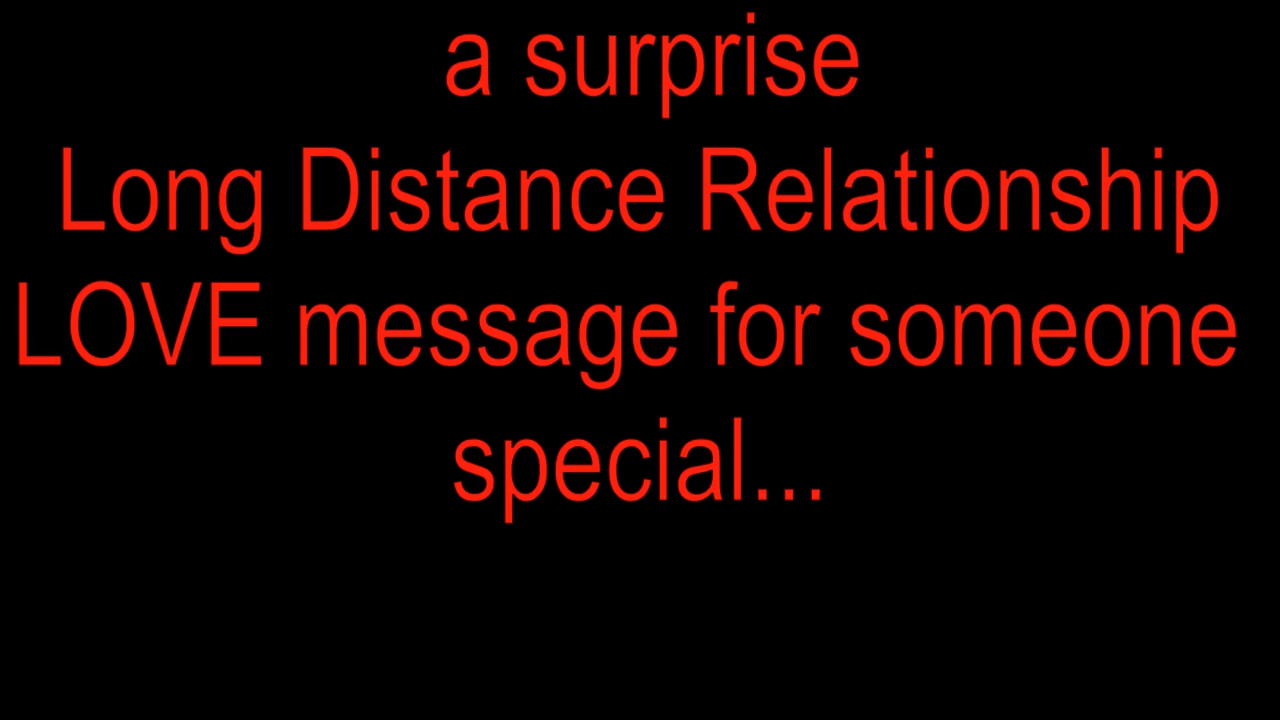 a surprise
Long Distance Relationship
LOVE message for someone
special...